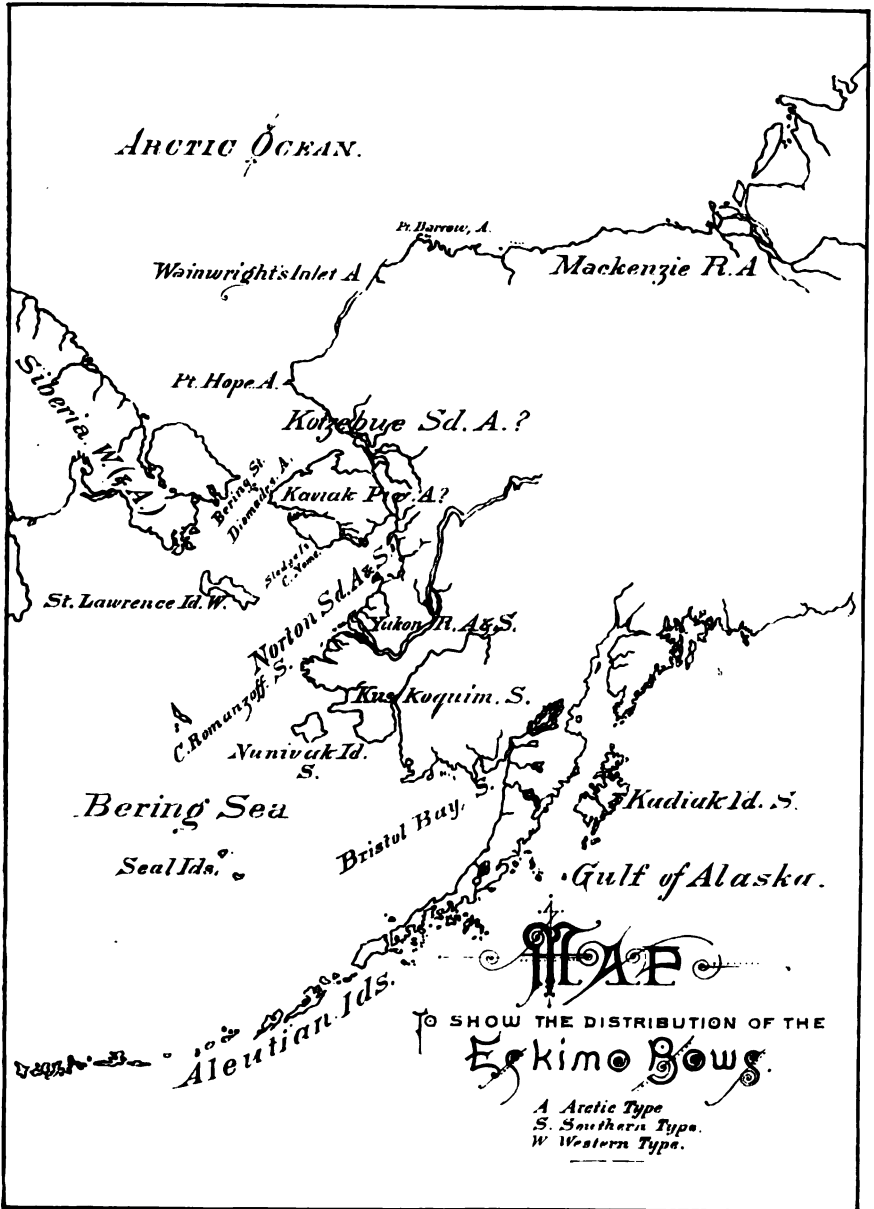 ARCTIC OCEAN.
Pt. Barrow, A.
Wainwright's Inlet A
Mackenzie R. A
Pt. Hope A.
Kotzebue Sd. A. ?
Siberia W. (& A.)
Bering St.
Diomedes. A.
Kaviak Pen. A?
Sledge Is
C. Nome.
St. Lawrence Id. W.
Norton Sd. A & S.
Yukon R. A & S.
C. Romanzoff. S.
Kuskoquim. S.
Nunivak Id.
S.
Bering Sea
Bristol Bay, S.
Kadiak Id. S.
Seal Ids.
Gulf of Alaska.
Aleutian Ids.
MAP
TO SHOW THE DISTRIBUTION OF THE
Eskimo Bows.
A Arctic Type
S. Southern Type.
W Western Type.